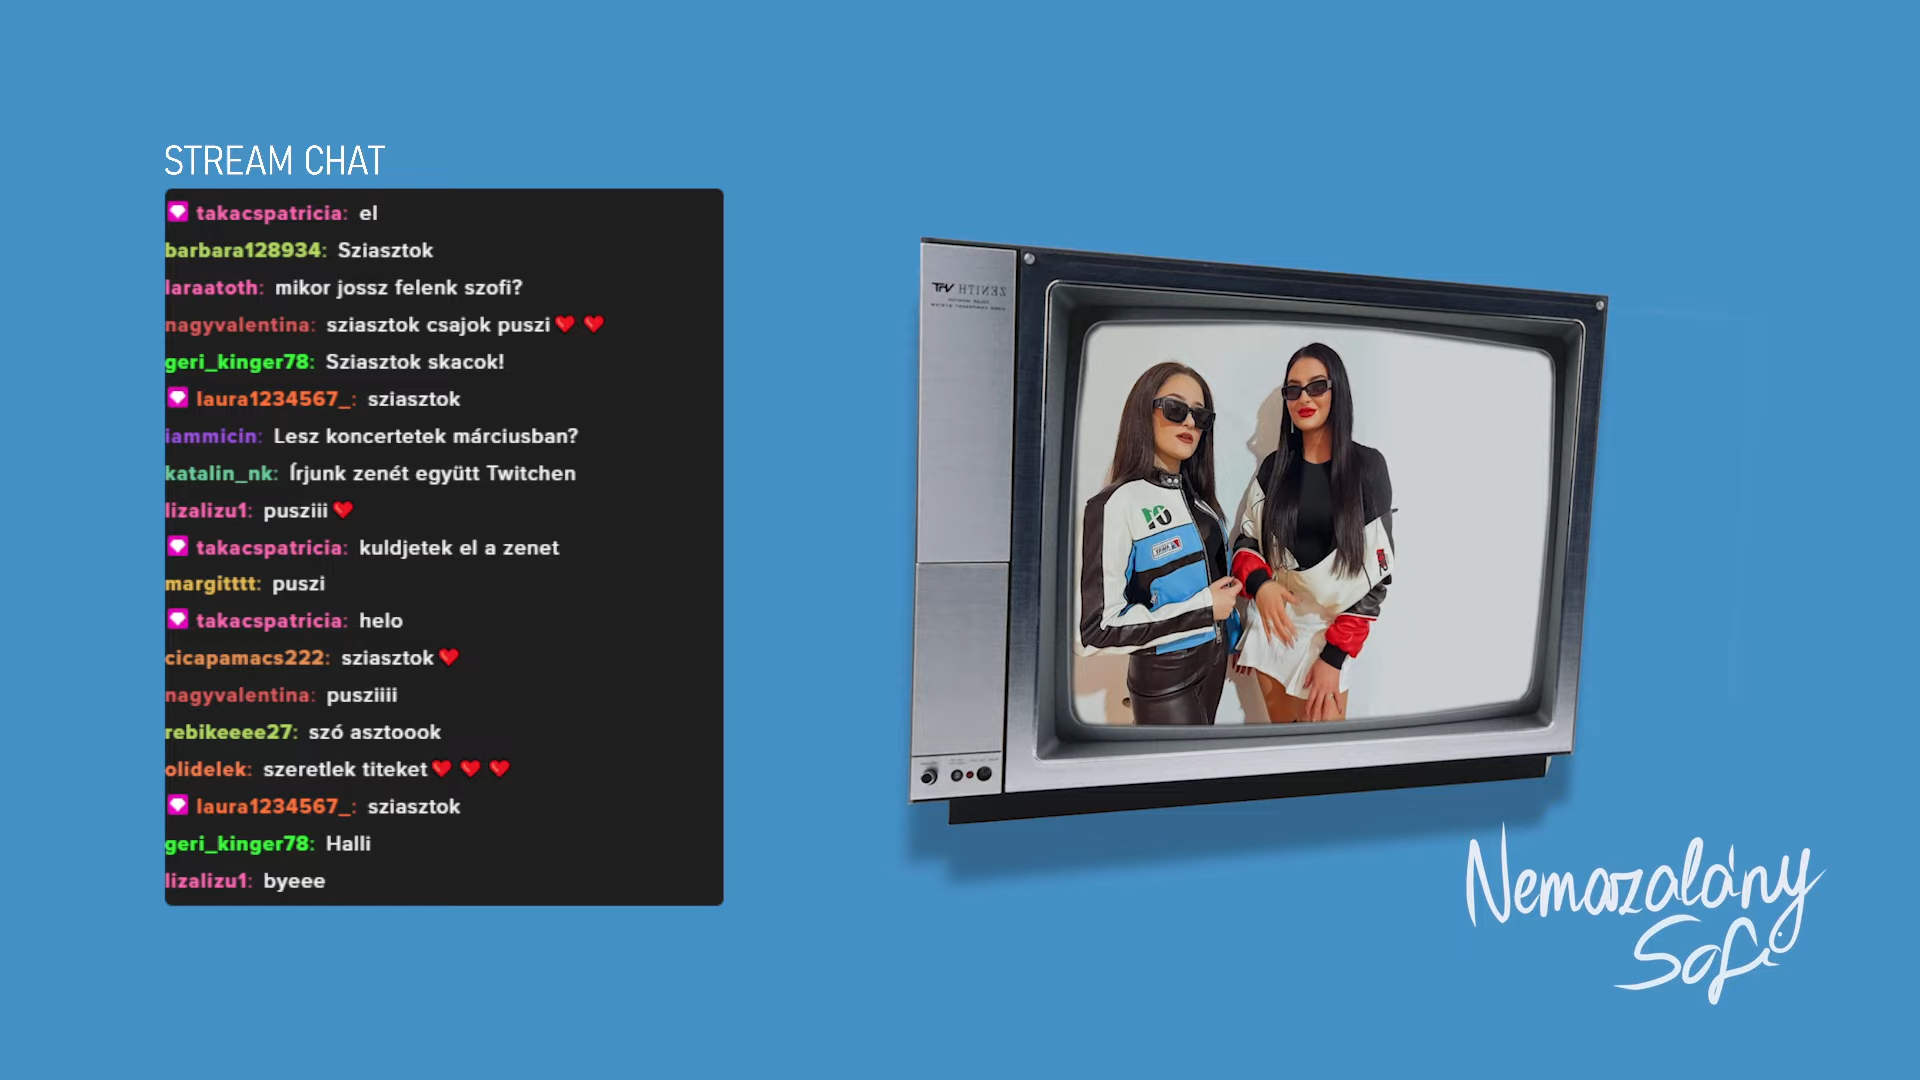 STREAM CHAT
takacspatricia: el
barbara128934: Sziasztok
laraatoth: mikor jossz felenk szofi?
nagyvalentina: sziasztok csajok puszi❤️ ❤️
geri_kinger78: Sziasztok skacok!
laura1234567_: sziasztok
iammicin: Lesz koncertetek márciusban?
katalin_nk: Írjunk zenét együtt Twitchen
lizalizu1: pusziii❤️
takacspatricia: kuldjetek el a zenet
margitttt: puszi
takacspatricia: helo
cicapamacs222: sziasztok❤️
nagyvalentina: pusziiii
rebikeeee27: szó asztoook
olidelek: szeretlek titeket❤️ ❤️ ❤️
laura1234567_: sziasztok
geri_kinger78: Halli
lizalizu1: byeee
ZENITH
Nemazalány
Sofi